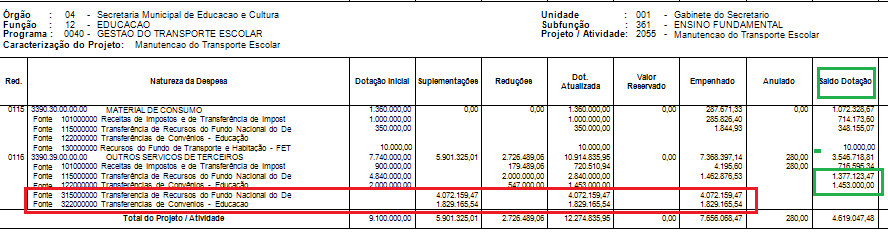 Órgão : 04 - Secretaria Municipal de Educacao e Cultura Unidade : 001 - Gabinete do Secretario
Função : 12 - EDUCACAO Subfunção : 361 - ENSINO FUNDAMENTAL
Programa : 0040 - GESTAO DO TRANSPORTE ESCOLAR Projeto / Atividade : 2055 - Manutencao do Transporte Escolar
Caracterização do Projeto: Manutencao do Transporte Escolar
Red. Natureza da Despesa Dotação Inicial Suplementações Reduções Dot. Atualizada Valor Reservado Empenhado Anulado Saldo Dotação
0115 3390.30.00.00.00 MATERIAL DE CONSUMO 1.360.000,00 0,00 0,00 1.360.000,00 0,00 287.671,33 0,00 1.072.328,67
Fonte 101000000 Receitas de Impostos e de Transferência de Impost 1.000.000,00 1.000.000,00 285.826,40 714.173,60
Fonte 115000000 Transferência de Recursos do Fundo Nacional do De 350.000,00 350.000,00 1.844,93 348.155,07
Fonte 122000000 Transferências de Convênios - Educação
Fonte 130000000 Recursos do Fundo de Transporte e Habitação - FET 10.000,00 10.000,00 10.000,00
0116 3390.39.00.00.00 OUTROS SERVICOS DE TERCEIROS 7.740.000,00 5.901.325,01 2.726.489,06 10.914.835,95 0,00 7.368.397,14 280,00 3.546.718,81
Fonte 101000000 Receitas de Impostos e de Transferência de Impost 900.000,00 179.489,06 720.510,94 4.195,60 280,00 716.595,34
Fonte 115000000 Transferência de Recursos do Fundo Nacional do De 4.840.000,00 2.000.000,00 2.840.000,00 1.462.876,53 1.377.123,47
Fonte 122000000 Transferências de Convênios - Educação 2.000.000,00 547.000,00 1.453.000,00 1.453.000,00
Fonte 315000000 Transferencia de Recursos do Fundo Nacional do De 4.072.159,47 4.072.159,47 4.072.159,47
Fonte 322000000 Transferencias de Convenios - Educacao 1.829.165,54 1.829.165,54 1.829.165,54
Total do Projeto / Atividade 9.100.000,00 5.901.325,01 2.726.489,06 12.274.835,95 0,00 7.656.068,47 280,00 4.619.047,48